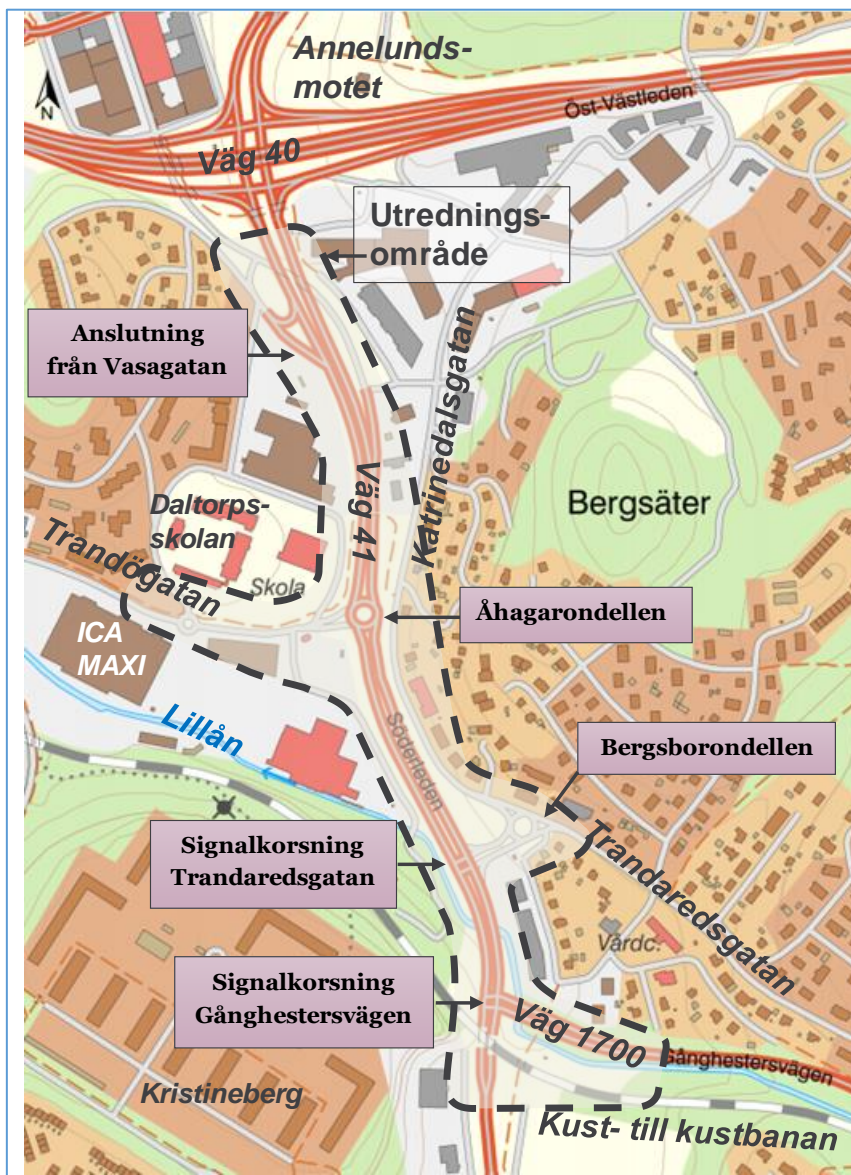 Annelunds-
motet
N
Öst-Västleden
Väg 40
Utrednings-
område
Anslutning
från Vasagatan
Katrinedalsgatan
Väg 41
Bergsäter
Daltorps-
skolan
Trandögatan
Skola
Åhagarondellen
ICA
MAXI
Lillån
Söderleden
Bergsborondellen
Signalkorsning
Trandaredsgatan
Trandaredsgatan
Vårdc.
Signalkorsning
Gånghestersvägen
Väg 1700
Gånghestersvägen
Kristineberg
Kust- till kustbanan